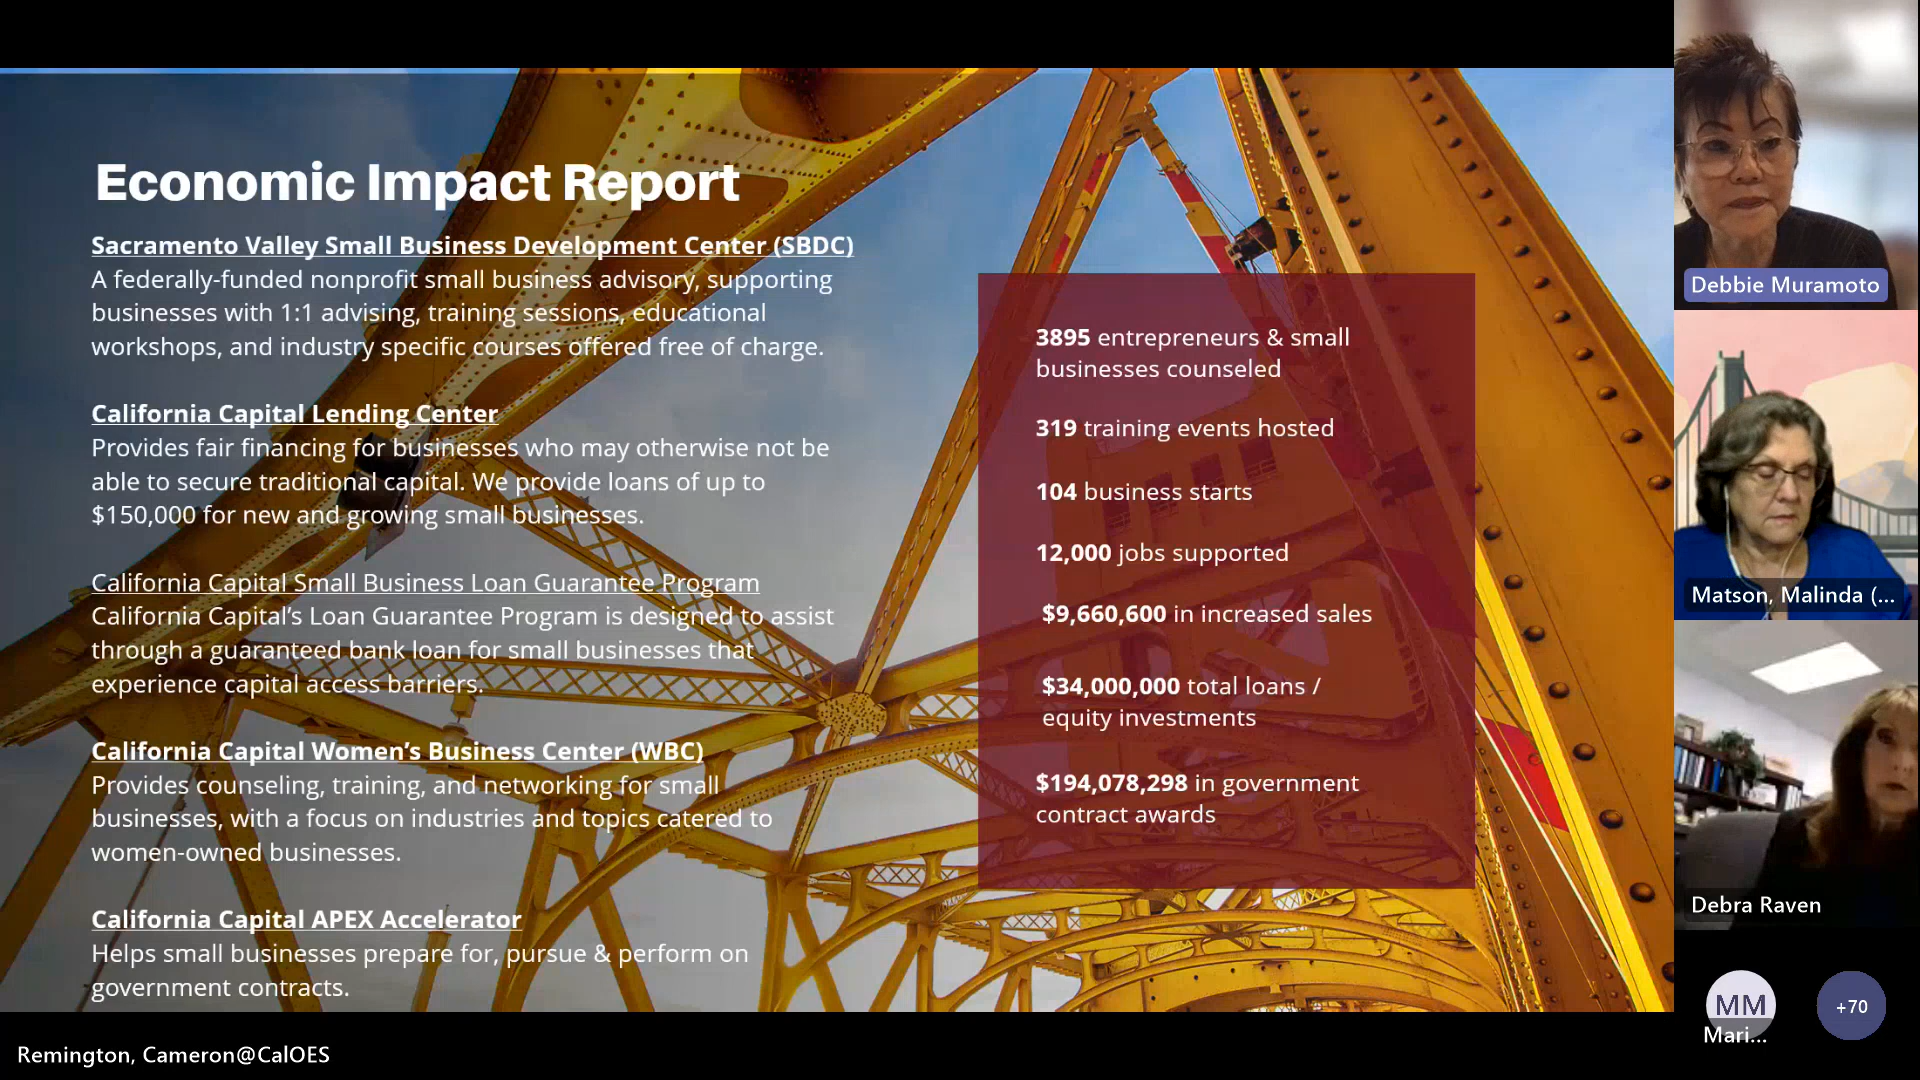 Economic Impact Report
Sacramento Valley Small Business Development Center (SBDC)
A federally-funded nonprofit small business advisory, supporting
businesses with 1:1 advising, training sessions, educational
workshops, and industry specific courses offered free of charge.
California Capital Lending Center
Provides fair financing for businesses who may otherwise not be
able to secure traditional capital. We provide loans of up to
$150,000 for new and growing small businesses.
California Capital Small Business Loan Guarantee Program
California Capital’s Loan Guarantee Program is designed to assist
through a guaranteed bank loan for small businesses that
experience capital access barriers.
California Capital Women’s Business Center (WBC)
Provides counseling, training, and networking for small
businesses, with a focus on industries and topics catered to
women-owned businesses.
California Capital APEX Accelerator
Helps small businesses prepare for, pursue & perform on
government contracts.
3895 entrepreneurs & small
businesses counseled
319 training events hosted
104 business starts
12,000 jobs supported
$9,660,600 in increased sales
$34,000,000 total loans /
equity investments
$194,078,298 in government
contract awards
Debbie Muramoto
Matson, Malinda (...
Debra Raven
MM
Mari...
+70
Remington, Cameron@CalOES